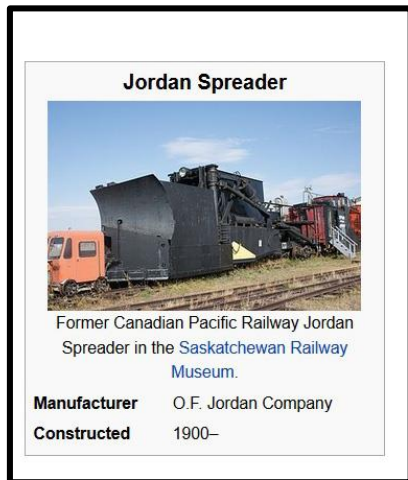 Jordan Spreader
Former Canadian Pacific Railway Jordan
Spreader in the Saskatchewan Railway
Museum.
Manufacturer O.F. Jordan Company
Constructed 1900–